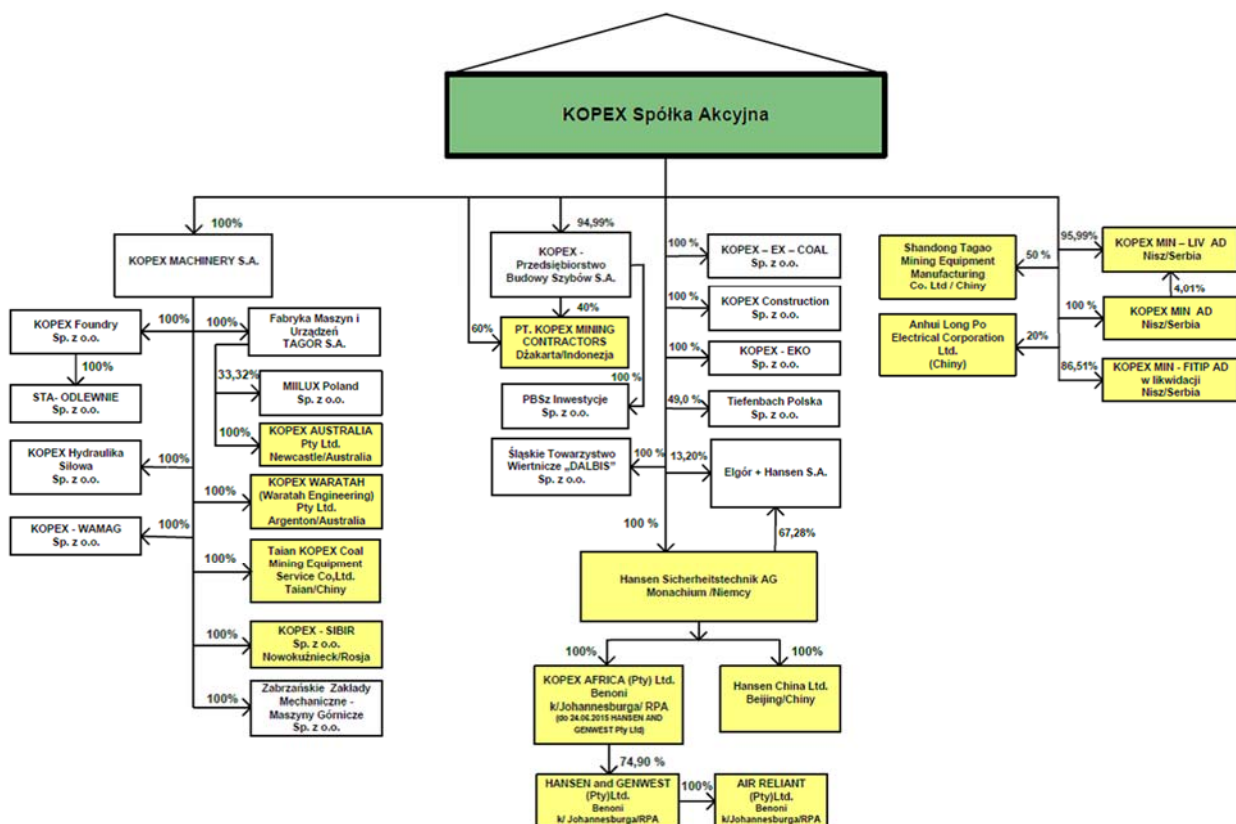 KOPEX Spółka Akcyjna
100%
KOPEX MACHINERY S.A.
KOPEX Foundry
Sp. z o.o.
100%
100%
Fabryka Maszyn i
Urządzeń
TAGOR S.A.
100%
STA- ODLEWNIE
Sp. z o.o.
33,32%
MIILUX Poland
Sp. z o.o.
100%
KOPEX AUSTRALIA
Pty Ltd.
Newcastle/Australia
KOPEX Hydraulika
Siłowa
Sp. z o.o.
100%
100%
KOPEX WARATAH
(Waratah Engineering)
Pty Ltd.
Argenton/Australia
KOPEX - WAMAG
Sp. z o.o.
100%
100%
Taian KOPEX Coal
Mining Equipment
Service Co,Ltd.
Taian/Chiny
100%
KOPEX - SIBIR
Sp. z o.o.
Nowokuźnieck/Rosja
100%
Zabrzańskie Zakłady
Mechaniczne -
Maszyny Górnicze
Sp. z o.o.
94,99%
KOPEX -
Przedsiębiorstwo
Budowy Szybów S.A.
40%
60%
PT. KOPEX MINING
CONTRACTORS
Dżakarta/Indonezja
100 %
PBSz Inwestycje
Sp. z o.o.
Śląskie Towarzystwo
Wiertnicze „DALBIS”
Sp. z o.o.
100 %
100 %
KOPEX – EX – COAL
Sp. z o.o.
100 %
KOPEX Construction
Sp. z o.o.
100%
KOPEX - EKO
Sp. z o.o.
49,0 %
Tiefenbach Polska
Sp. z o.o.
13,20%
Elgór + Hansen S.A.
67,28%
100 %
Hansen Sicherheitstechnik AG
Monachium /Niemcy
100%
KOPEX AFRICA (Pty) Ltd.
Benoni
k/Johannesburga/ RPA
(do 24.06.2015 HANSEN AND
GENWEST Pty Ltd)
100%
Hansen China Ltd.
Beijing/Chiny
74,90 %
HANSEN and GENWEST
(Pty)Ltd.
Benoni
k/ Johannesburga/RPA
100%
AIR RELIANT
(Pty)Ltd.
Benoni
k/Johannesburga/RPA
Shandong Tagao
Mining Equipment
Manufacturing
Co. Ltd / Chiny
50 %
95,99%
KOPEX MIN – LIV AD
Nisz/Serbia
4,01%
100 %
KOPEX MIN AD
Nisz/Serbia
Anhui Long Po
Electrical Corporation
Ltd.
(Chiny)
20%
86,51%
KOPEX MIN - FITIP AD
w likwidacji
Nisz/Serbia